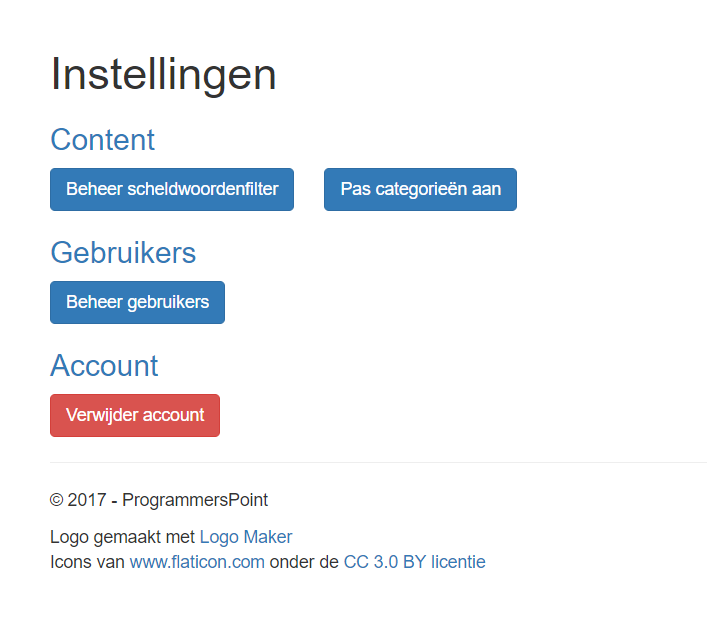 Instellingen
Content
Beheer scheldwoordenfilter Pas categorieën aan
Gebruikers
Beheer gebruikers
Account
Verwijder account
© 2017 - ProgrammersPoint
Logo gemaakt met Logo Maker
Icons van www.flaticon.com onder de CC 3.0 BY licentie